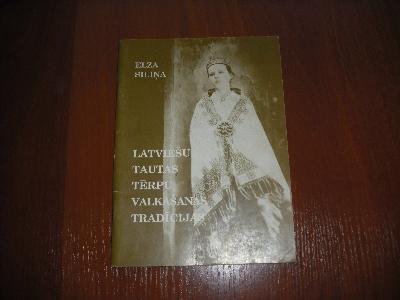 ELZA
SILIŅA
LATVIEŠU
TAUTAS
TĒRPU
VALKĀŠANAS
TRADĪCIJAS